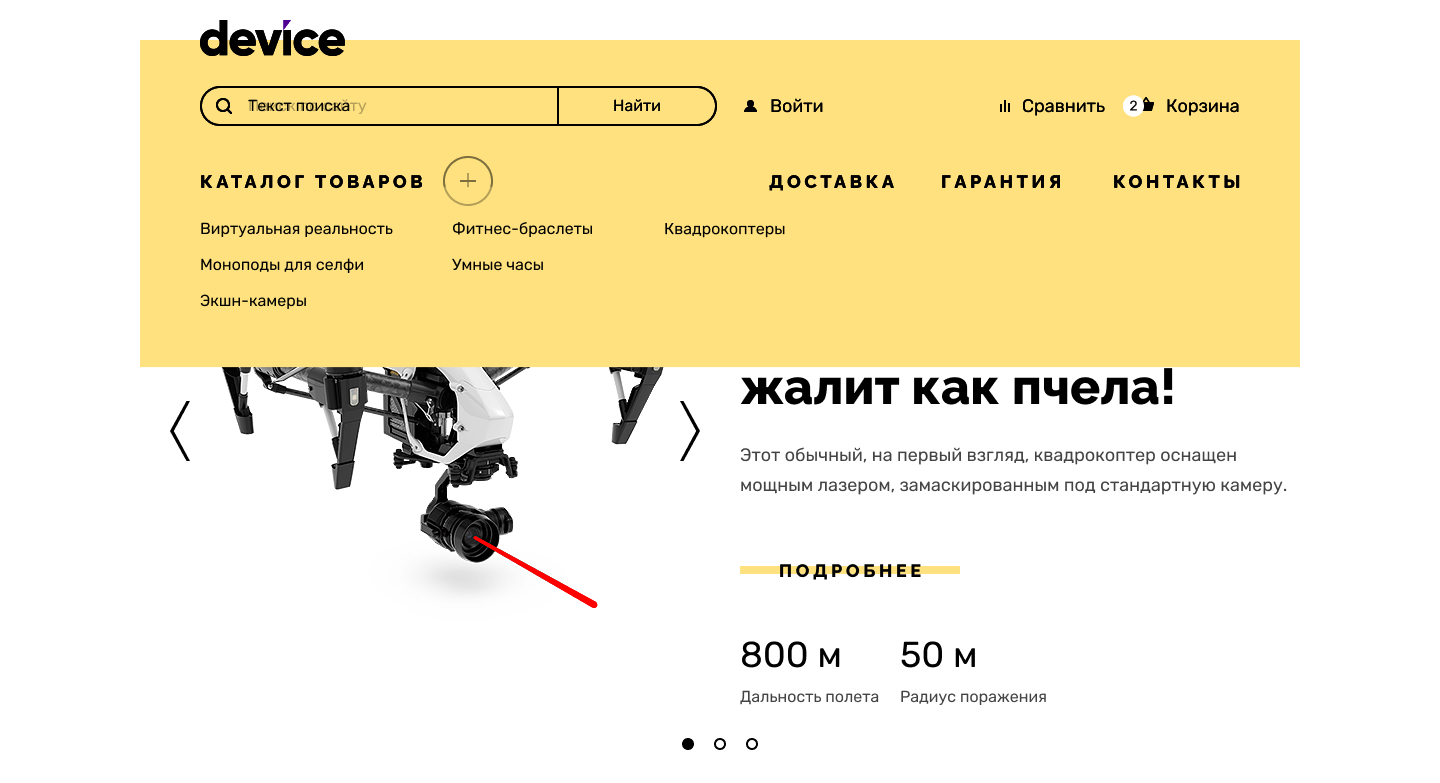 device
Текст поиска
Найти
Войти
Сравнить
2
Корзина
КАТАЛОГ ТОВАРОВ
ДОСТАВКА
ГАРАНТИЯ
КОНТАКТЫ
Виртуальная реальность
Фитнес-браслеты
Квадрокоптеры
Моноподы для селфи
Умные часы
Экшн-камеры
жалит как пчела!
Этот обычный, на первый взгляд, квадрокоптер оснащен
мощным лазером, замаскированным под стандартную камеру.
ПОДРОБНЕЕ
800 м
50 м
Дальность полета
Радиус поражения